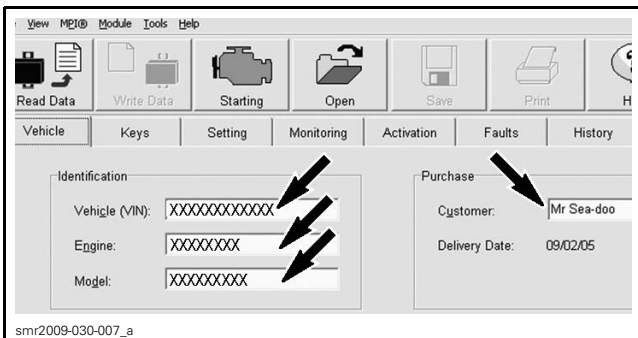 View MPI® Module Tools Help
Read Data Write Data Starting Open Save Print H
Vehicle Keys Setting Monitoring Activation Faults History
Identification Purchase
Vehicle (VIN): XXXXXXXXXXXX Customer: Mr Sea-doo
Engine: XXXXXXXX Delivery Date: 09/02/05
Model: XXXXXXXXX
smr2009-030-007_a